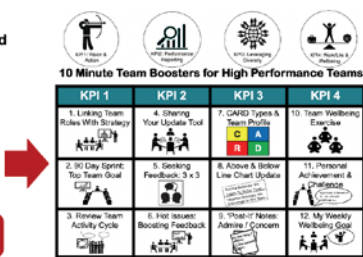 d
KPI 1: Vision &
Action
KPI2: Performance
Reporting
KPI3: Leveraging
Diversity
KPI4: Work/Life &
Wellbeing
10 Minute Team Boosters for High Performance Teams
KPI 1
KPI 2
KPI 3
KPI 4
1. Linking Team
Roles With Strategy
4. Sharing
Your Update Tool
7. CARD Types &
Team Profile
C A
R D
10. Team Wellbeing
Exercise
2. 90 Day Sprint:
Top Team Goal
5. Seeking
Feedback: 3 x 3
8. Above & Below
Line Chart Update
11. Personal
Achievement &
Challenge
3. Review Team
Activity Cycle
6. Hot Issues:
Boosting Feedback
9. 'Post-It' Notes:
Admire / Concern
12. My Weekly
Wellbeing Goal